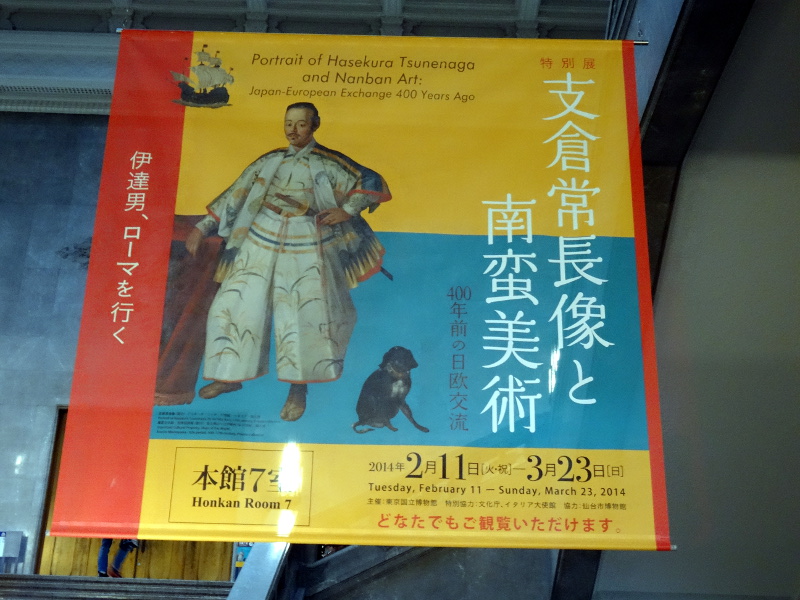 Portrait of Hasekura Tsunenaga
and Nanban Art:
Japan-European Exchange 400 Years Ago
特別展
支倉常長像と
南蛮美術
400年前の日欧交流
伊達男、ローマを行く
本館7室
Honkan Room 7
2014年2月11日[火・祝]―3月23日[日]
Tuesday, February 11 — Sunday, March 23, 2014
主催:東京国立博物館 特別協力:文化庁、イタリア大使館 協力:仙台市博物館
どなたでもご観覧いただけます。